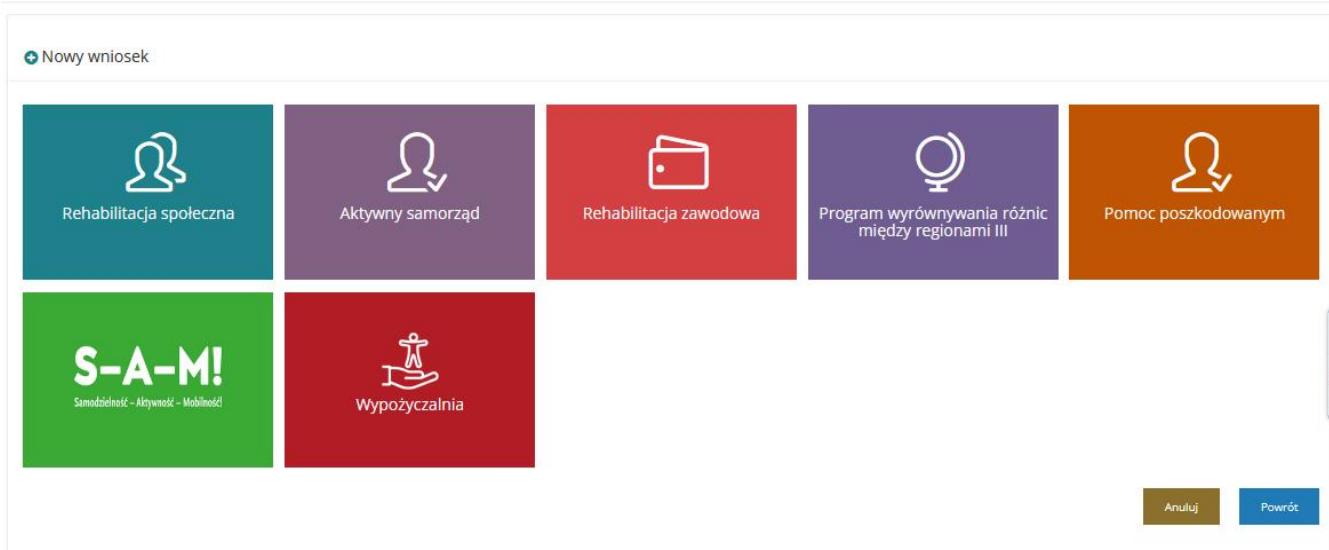 Nowy wniosek
Rehabilitacja społeczna
Aktywny samorząd
Rehabilitacja zawodowa
Program wyrównywania różnic
między regionami III
Pomoc poszkodowanym
S-A-M!
Samodzielność – Aktywność – Mobilność!
Wypożyczalnia
Anuluj
Powrót